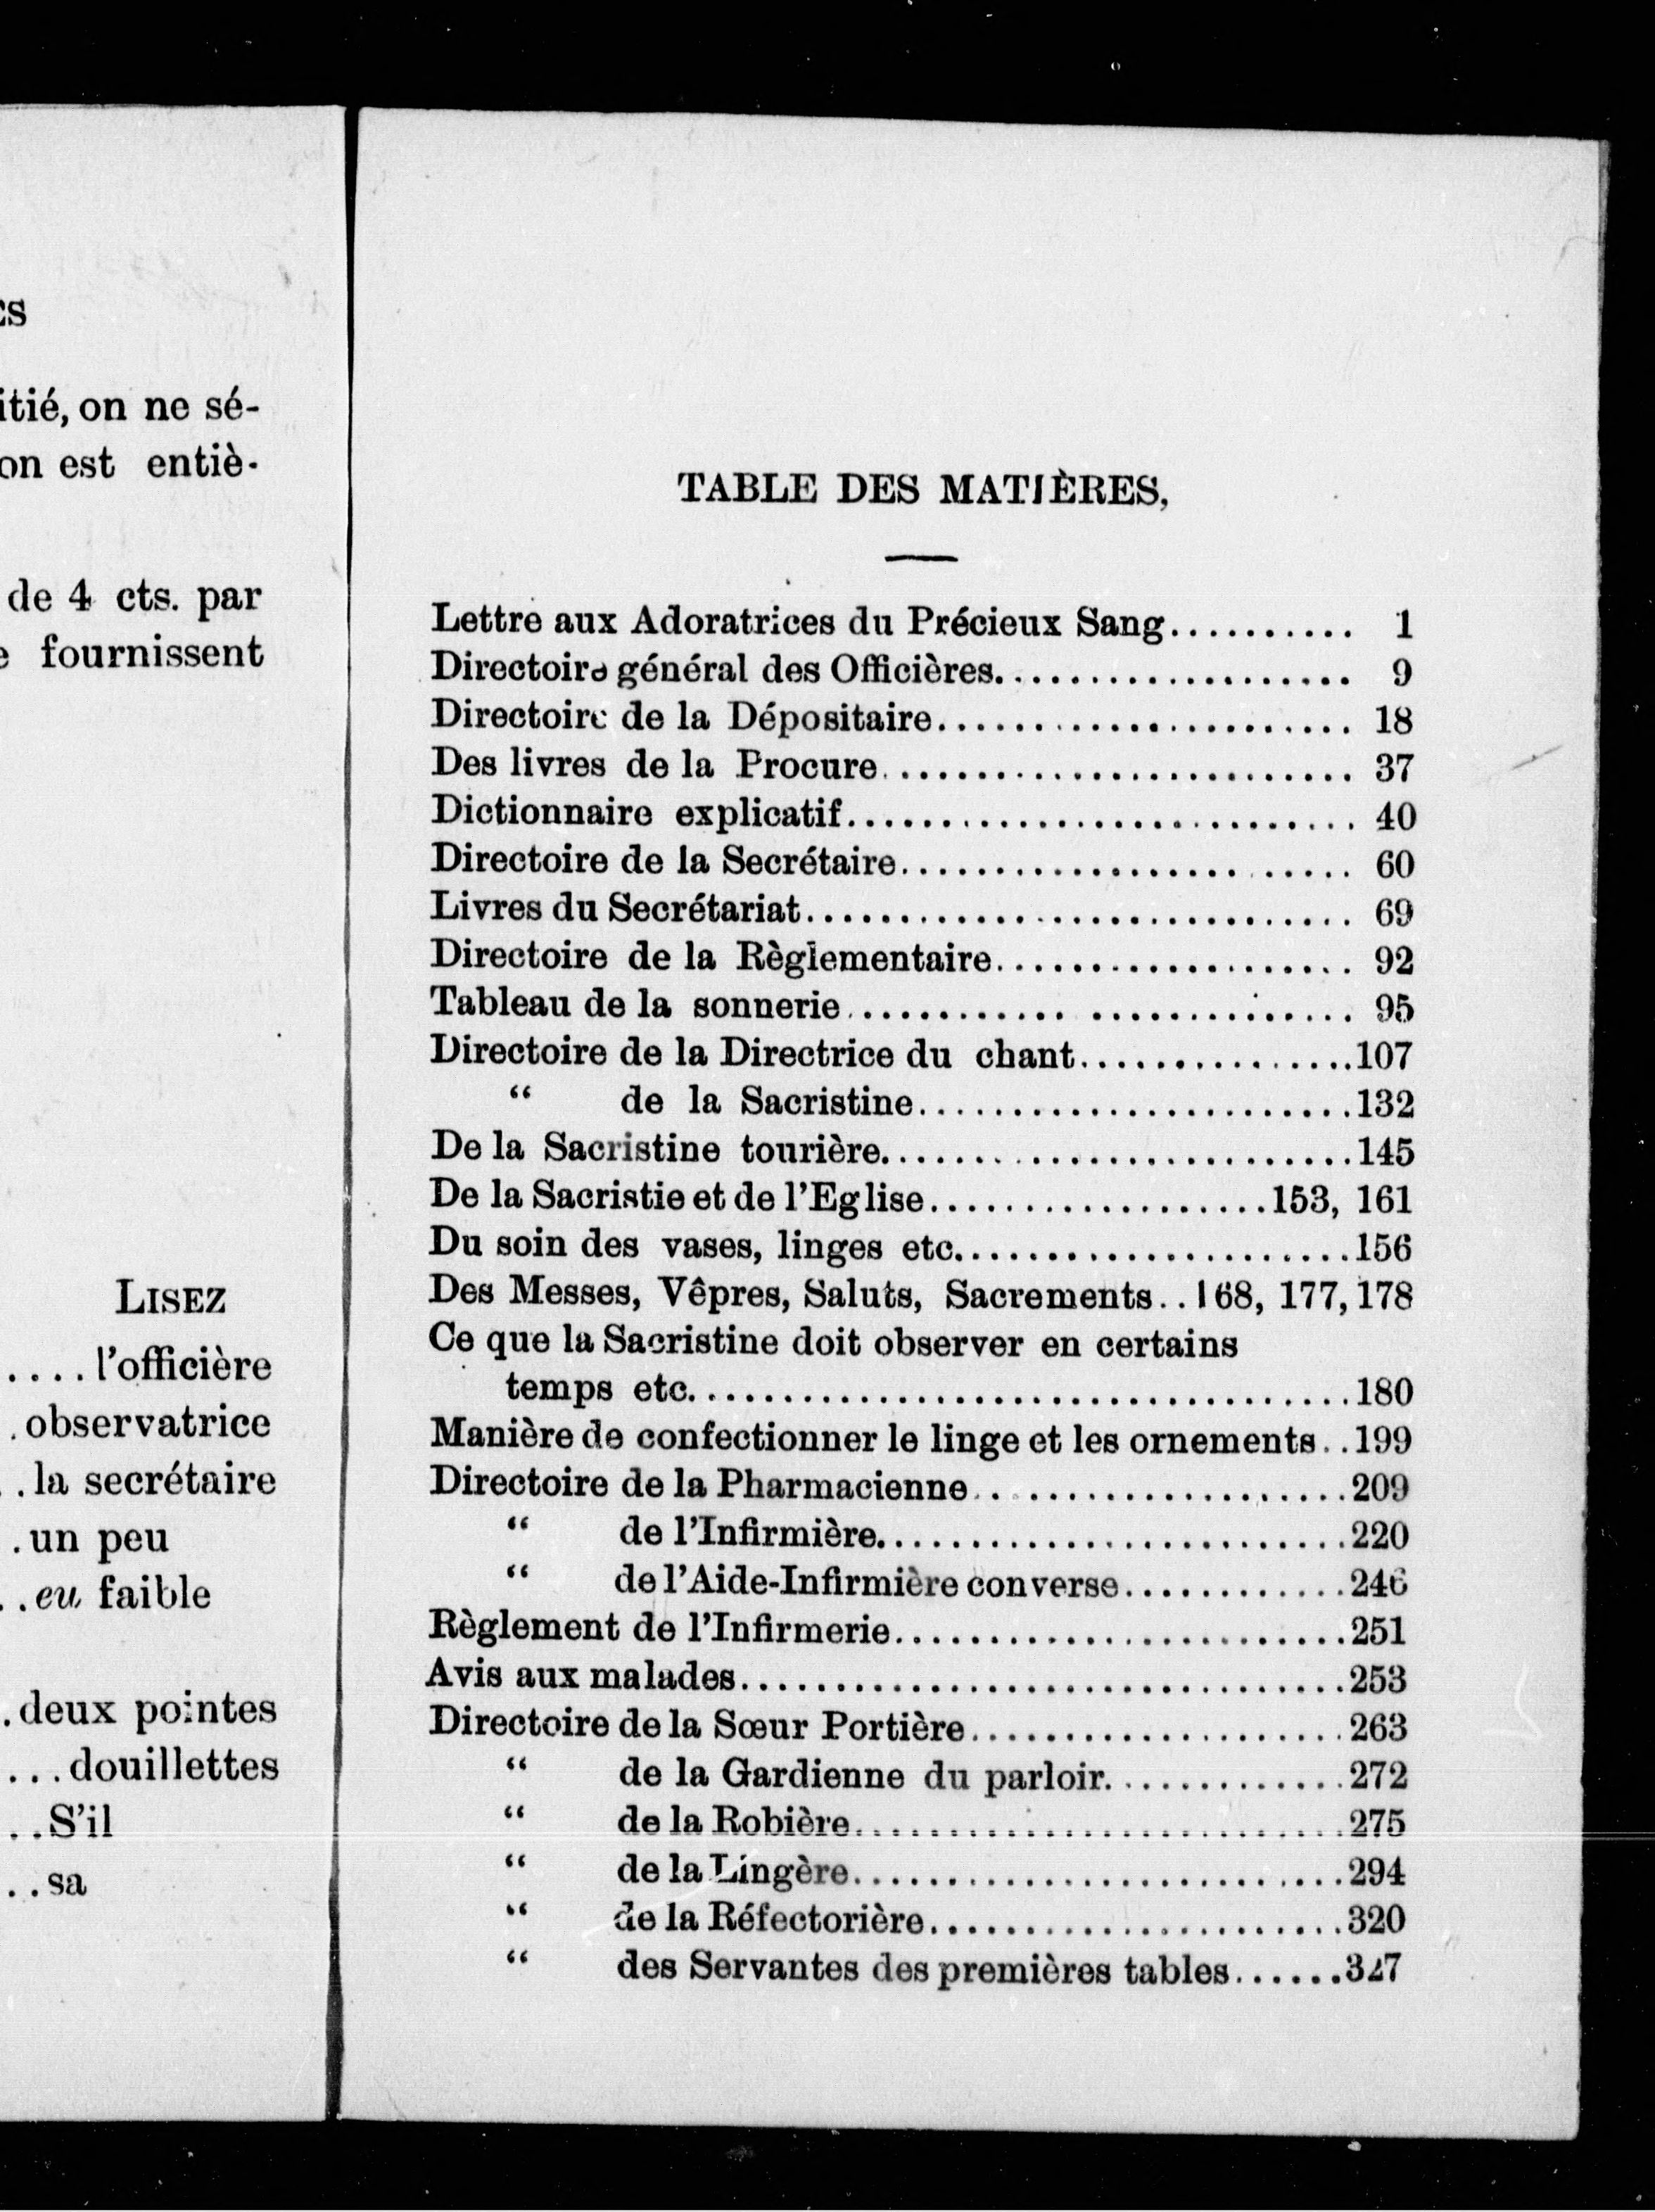 ES
itié, on ne sé-
on est entiè-
de 4 cts. par
e fournissent
LISEZ
....l'officière
.observatrice
..la secrétaire
.un peu
..eu faible
.deux pointes
...douillettes
..S'il
..sa
TABLE DES MATIÈRES,
Lettre aux Adoratrices du Précieux Sang.......... 1
Directoire général des Officières................... 9
Directoire de la Dépositaire....................... 18
Des livres de la Procure......................... 37
Dictionnaire explicatif........................... 40
Directoire de la Secrétaire........................ 60
Livres du Secrétariat............................. 69
Directoire de la Règlementaire................... 92
Tableau de la sonnerie............ .............. 95
Directoire de la Directrice du chant...............107
“ de la Sacristine.......................132
De la Sacristine tourière.........................145
De la Sacristie et de l'Eglise..................153, 161
Du soin des vases, linges etc.....................156
Des Messes, Vêpres, Saluts, Sacrements..168, 177, 178
Ce que la Sacristine doit observer en certains
temps etc...................................180
Manière de confectionner le linge et les ornements..199
Directoire de la Pharmacienne....................209
“ de l'Infirmière.........................220
“ de l'Aide-Infirmière converse............246
Règlement de l'Infirmerie........................251
Avis aux malades................................253
Directoire de la Sœur Portière....................263
“ de la Gardienne du parloir.............272
“ de la Robière..........................275
“ de la Lingère..........................294
“ de la Réfectorière......................320
“ des Servantes des premières tables......327